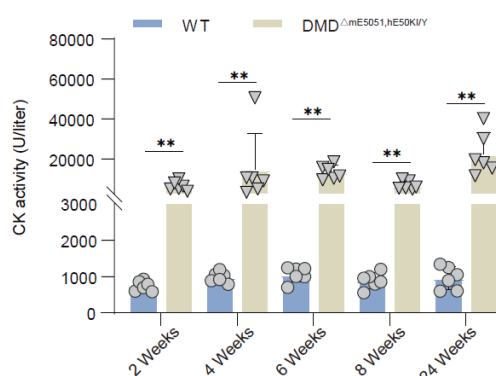 WT
DMD△mE5051,hE50KI/Y
CK activity (U/liter)
80000
60000
40000
20000
3000
2000
1000
0
**
**
**
**
**
2 Weeks
4 Weeks
6 Weeks
8 Weeks
24 Weeks